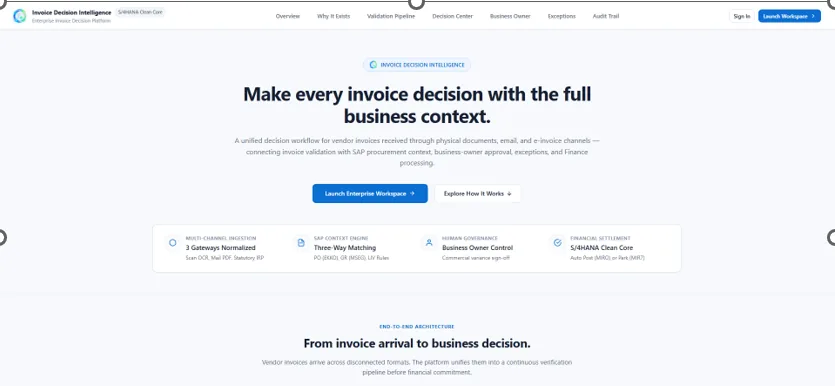 Invoice Decision Intelligence
S/4HANA Clean Core
Enterprise Invoice Decision Platform
Overview
Why It Exists
Validation Pipeline
Decision Center
Business Owner
Exceptions
Audit Trail
Sign In
Launch Workspace
INVOICE DECISION INTELLIGENCE
Make every invoice decision with the full
business context.
A unified decision workflow for vendor invoices received through physical documents, email, and e-invoice channels —
connecting invoice validation with SAP procurement context, business-owner approval, exceptions, and Finance
processing.
Launch Enterprise Workspace →
Explore How It Works ↓
MULTI-CHANNEL INGESTION
3 Gateways Normalized
Scan OCR, Mail PDF, Statutory IRP
SAP CONTEXT ENGINE
Three-Way Matching
PO (EKKO), GR (MSEG), LIV Rules
HUMAN GOVERNANCE
Business Owner Control
Commercial variance sign-off
FINANCIAL SETTLEMENT
S/4HANA Clean Core
Auto Post (MIRO) or Park (MIR7)
END-TO-END ARCHITECTURE
From invoice arrival to business decision.
Vendor invoices arrive across disconnected formats. The platform unifies them into a continuous verification
pipeline before financial commitment.